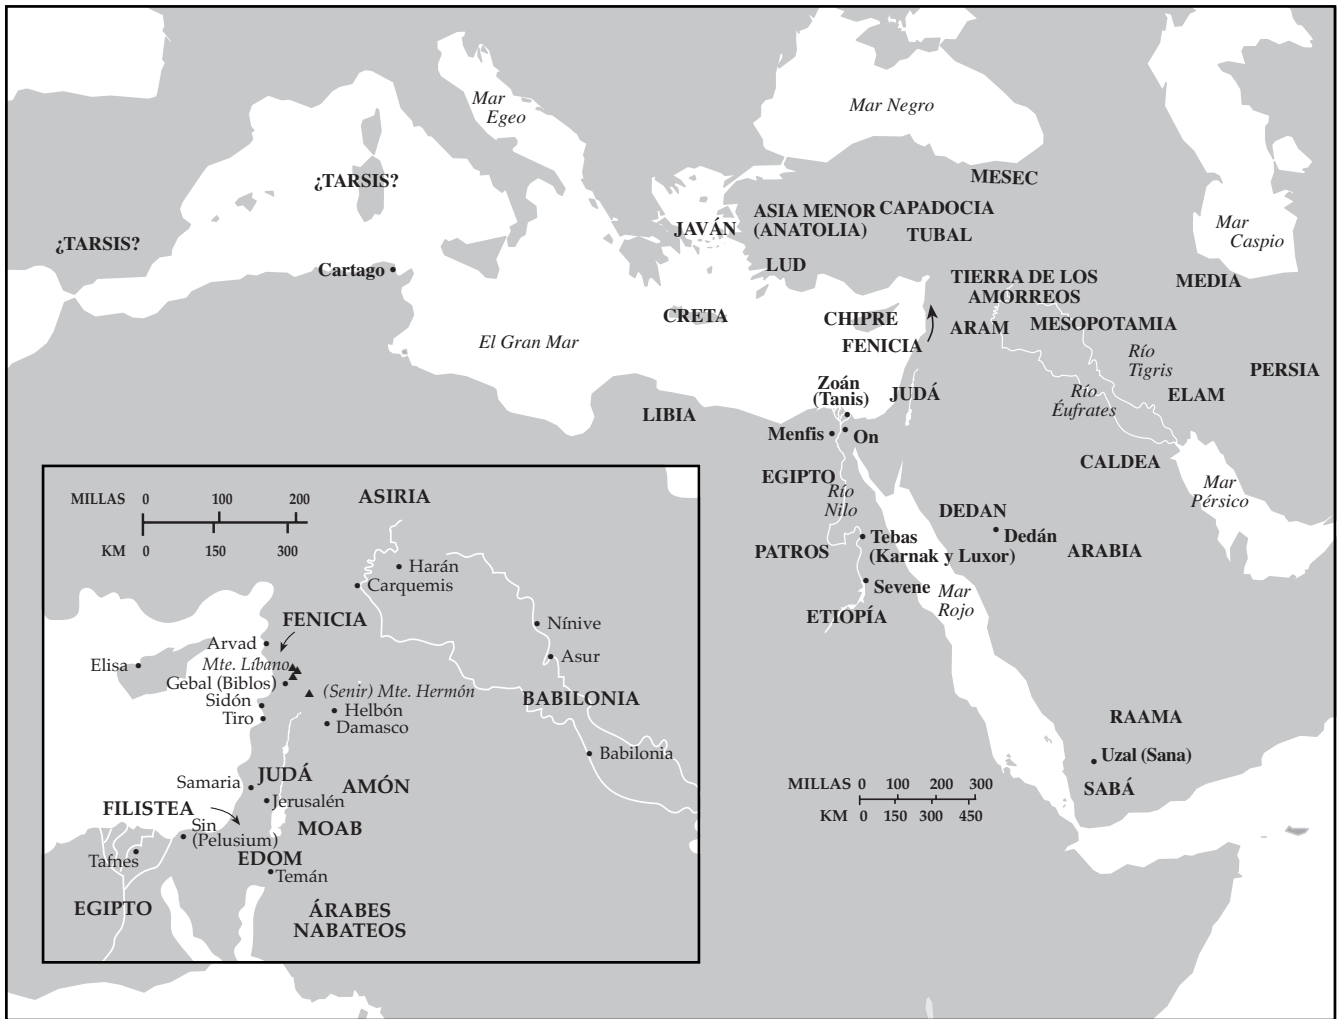 Mar
Egeo
Mar Negro
¿TARSIS?
MESEC
ASIA MENOR
(ANATOLIA)
CAPADOCIA
TUBAL
JAVÁN
Mar
Caspio
¿TARSIS?
Cartago
LUD
TIERRA DE LOS
AMORREOS
MEDIA
CRETA
CHIPRE
FENICIA
ARAM
MESOPOTAMIA
El Gran Mar
Río
Tigris
PERSIA
Zoán
(Tanis)
JUDÁ
Río
Éufrates
ELAM
LIBIA
Menfis
On
CALDEA
EGIPTO
Río
Nilo
Mar
Pérsico
DEDAN
Dedán
PATROS
Tebas
(Karnak y Luxor)
ARABIA
Sevene
Mar
Rojo
ETIOPÍA
RAAMA
Uzal (Sana)
SABÁ
MILLAS 0 100 200 300
KM 0 150 300 450
MILLAS 0 100 200
KM 0 150 300
ASIRIA
Harán
Carquemis
FENICIA
Nínive
Arvad
Asur
Elisa
Mte. Líbano
Gebal (Biblos)
(Senir) Mte. Hermón
BABILONIA
Sidón
Helbón
Tiro
Damasco
Babilonia
Samaria
JUDÁ
AMÓN
FILISTEA
Jerusalén
Sin
(Pelusium)
MOAB
Tafnes
EDOM
Temán
EGIPTO
ÁRABES
NABATEOS